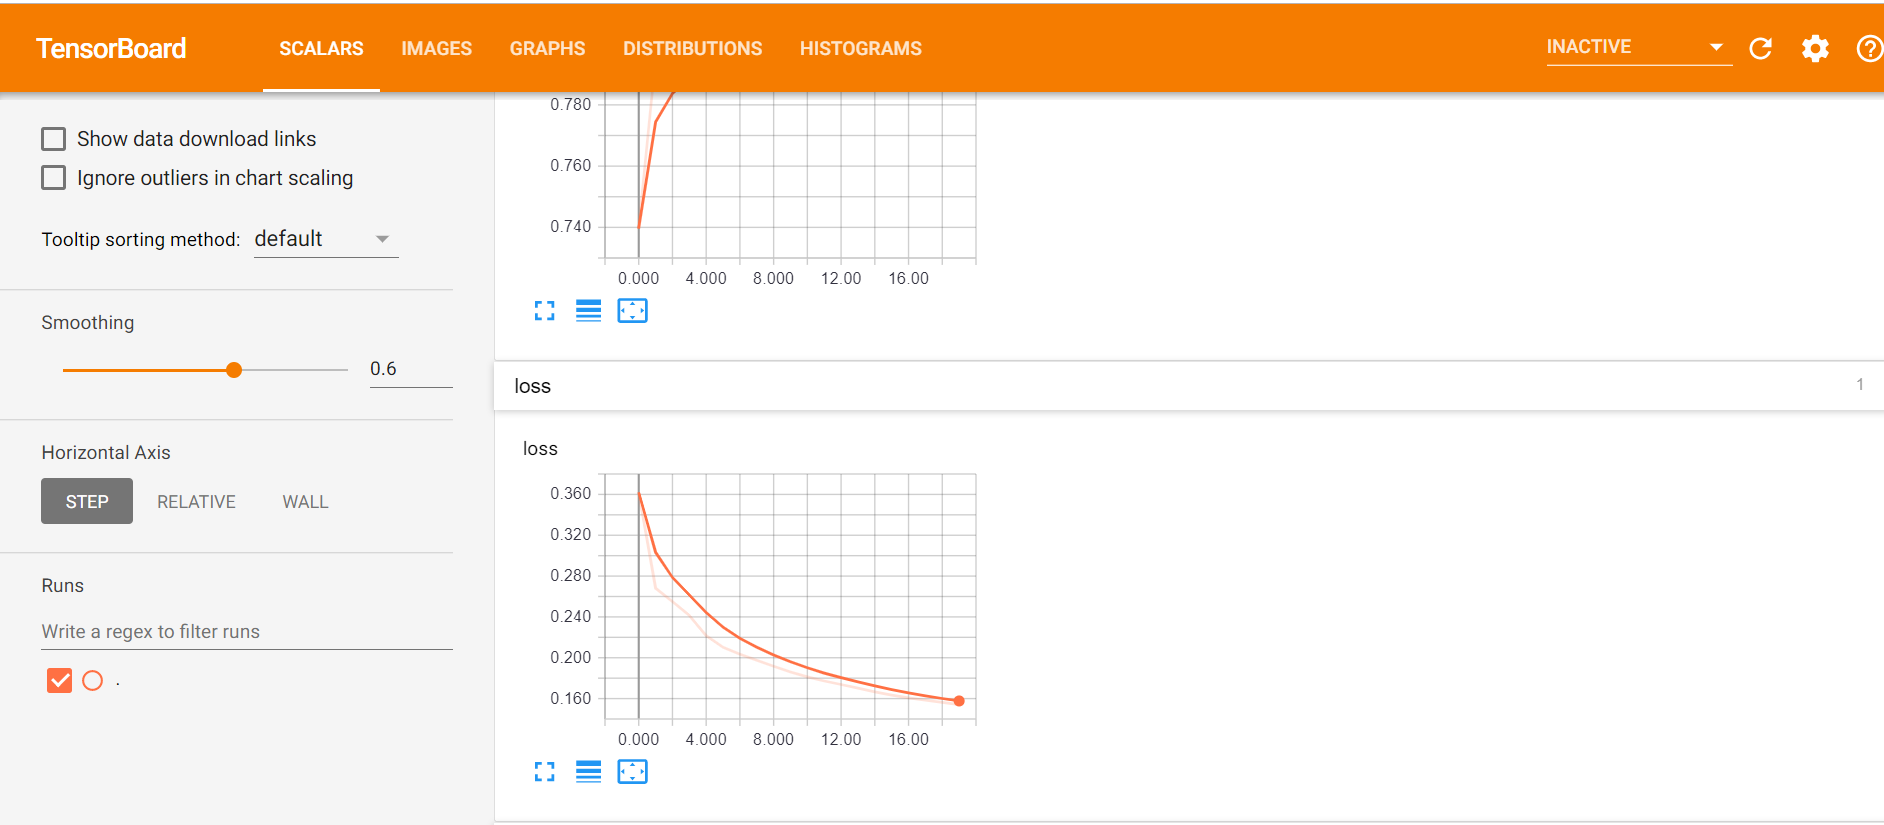 TensorBoard
SCALARS IMAGES GRAPHS DISTRIBUTIONS HISTOGRAMS
INACTIVE
Show data download links
Ignore outliers in chart scaling
Tooltip sorting method: default
Smoothing
0.6
Horizontal Axis
STEP RELATIVE WALL
Runs
Write a regex to filter runs
.
0.780
0.760
0.740
0.000 4.000 8.000 12.00 16.00
loss 1
loss
0.360
0.320
0.280
0.240
0.200
0.160
0.000 4.000 8.000 12.00 16.00